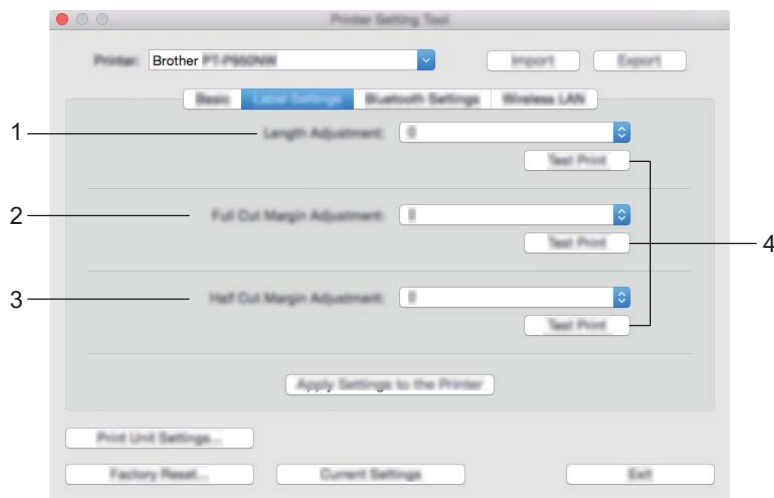 Printer Setting Tool
Printer: Brother PT-P950NW
Import
Export
Basic
Label Settings
Bluetooth Settings
Wireless LAN
1
Length Adjustment:
0
Test Print
2
Full Cut Margin Adjustment:
0
Test Print
4
3
Half Cut Margin Adjustment:
0
Test Print
Apply Settings to the Printer
Print Unit Settings...
Factory Reset...
Current Settings
Exit